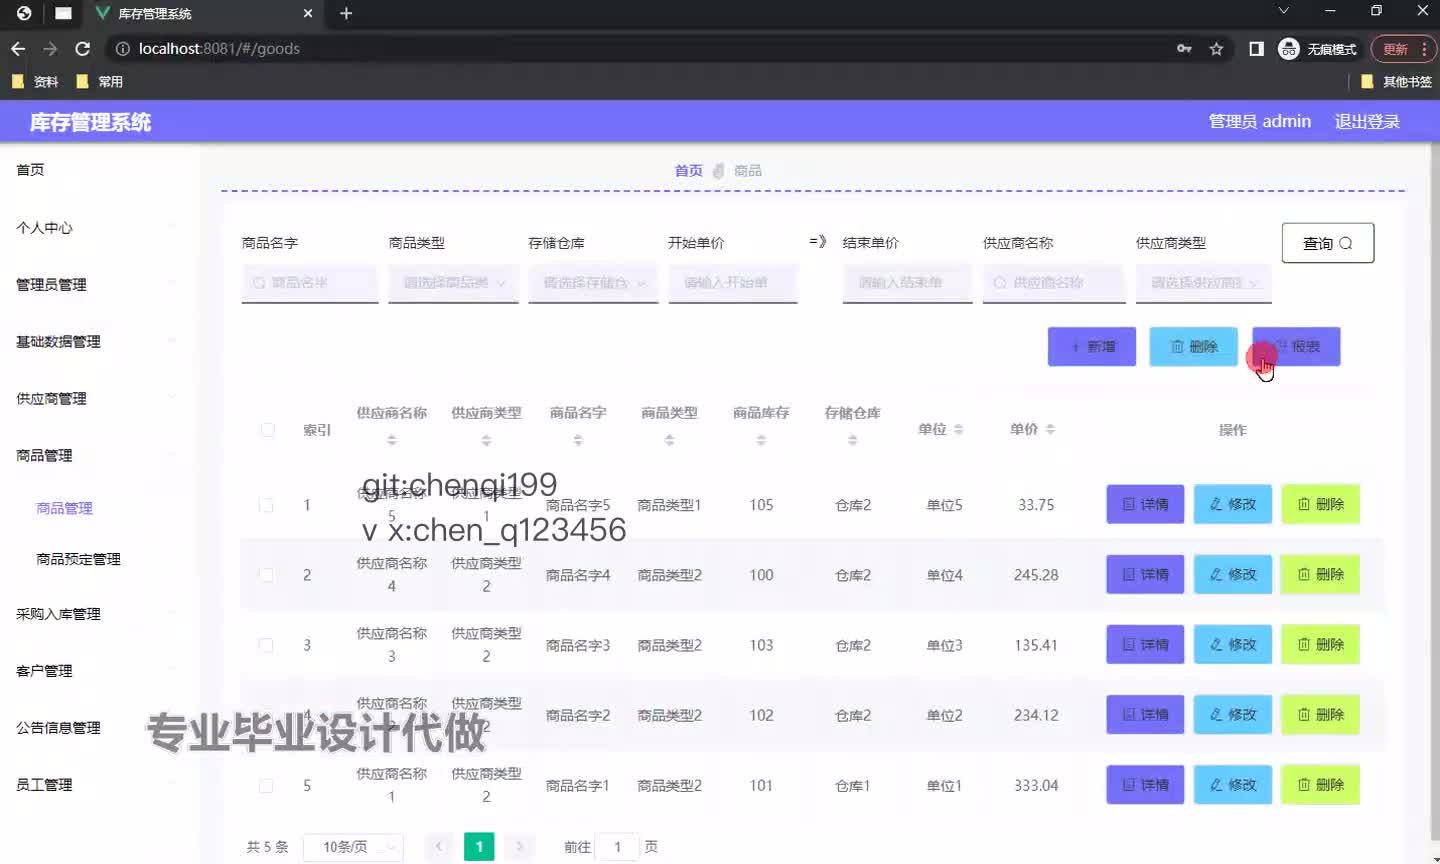 库存管理系统
localhost:8081/#/goods
无痕模式
更新
资料
常用
其他书签
库存管理系统
管理员 admin
退出登录
首页
个人中心
管理员管理
基础数据管理
供应商管理
商品管理
商品管理
商品预定管理
采购入库管理
客户管理
公告信息管理
员工管理
首页 商品
商品名字 商品类型 存储仓库 开始单价 =》 结束单价 供应商名称 供应商类型
查询
商品名字 请选择商品类 请选择存储仓 请输入开始单 请输入结束单 供应商名称 请选择供应商
+ 新增 删除 报表
索引 供应商名称 供应商类型 商品名字 商品类型 商品库存 存储仓库 单位 单价 操作
1 供应商名称5 供应商类型1 商品名字5 商品类型1 105 仓库2 单位5 33.75 详情 修改 删除
2 供应商名称4 供应商类型2 商品名字4 商品类型2 100 仓库2 单位4 245.28 详情 修改 删除
3 供应商名称3 供应商类型2 商品名字3 商品类型2 103 仓库2 单位3 135.41 详情 修改 删除
4 供应商名称 供应商类型2 商品名字2 商品类型2 102 仓库2 单位2 234.12 详情 修改 删除
5 供应商名称1 供应商类型2 商品名字1 商品类型2 101 仓库1 单位1 333.04 详情 修改 删除
git:chenqi199
v x:chen_q123456
专业毕业设计代做
共 5 条 10条/页 1 前往 1 页